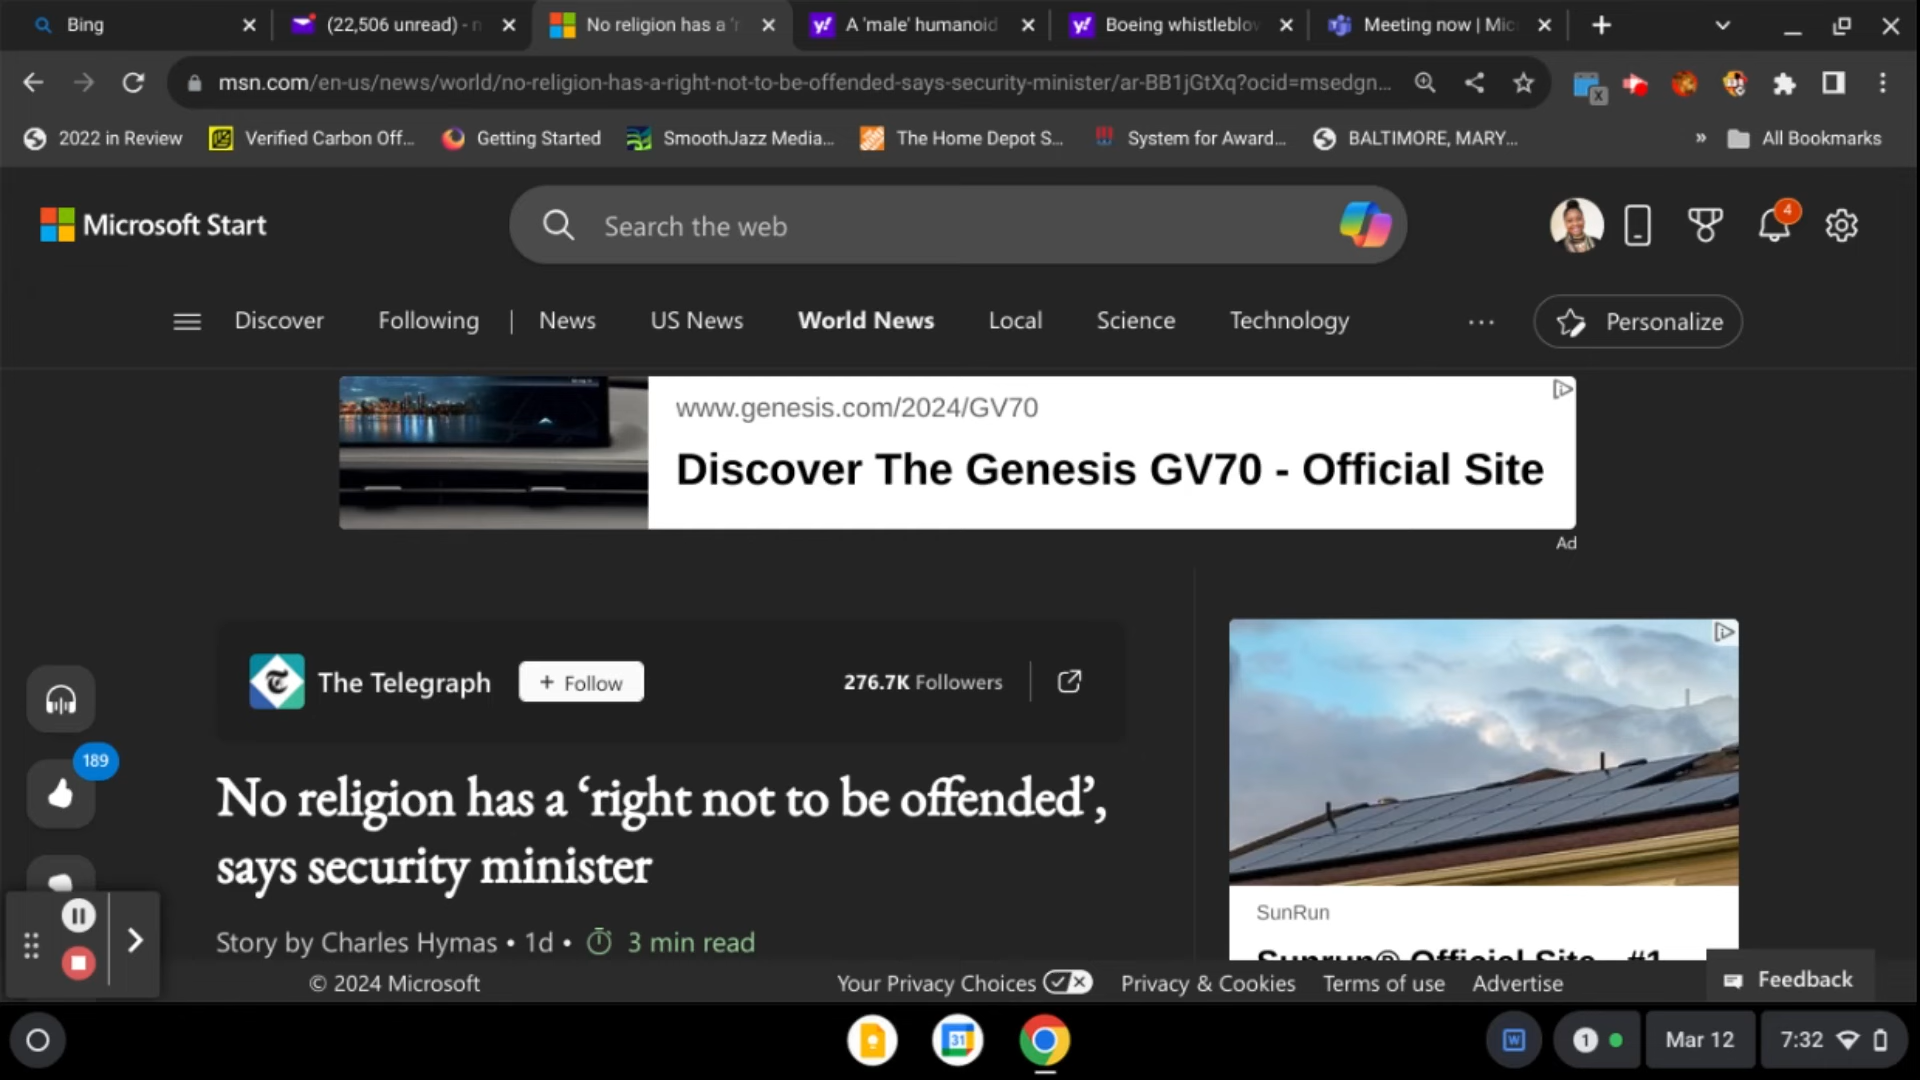 Bing
(22,506 unread) - n
No religion has a 'r
A 'male' humanoid
Boeing whistleblov
Meeting now | Mic
msn.com/en-us/news/world/no-religion-has-a-right-not-to-be-offended-says-security-minister/ar-BB1jGtXq?ocid=msedgn...
2022 in Review
Verified Carbon Off...
Getting Started
SmoothJazz Media...
The Home Depot S...
System for Award...
BALTIMORE, MARY...
»
All Bookmarks
Microsoft Start
Search the web
4
Discover
Following
News
US News
World News
Local
Science
Technology
...
Personalize
www.genesis.com/2024/GV70
Discover The Genesis GV70 - Official Site
Ad
The Telegraph
+ Follow
276.7K Followers
189
No religion has a ‘right not to be offended’,
says security minister
Story by Charles Hymas • 1d •
3 min read
SunRun
Sunrun® Official Site - #1
© 2024 Microsoft
Your Privacy Choices
Privacy & Cookies
Terms of use
Advertise
Feedback
31
W
1
Mar 12
7:32